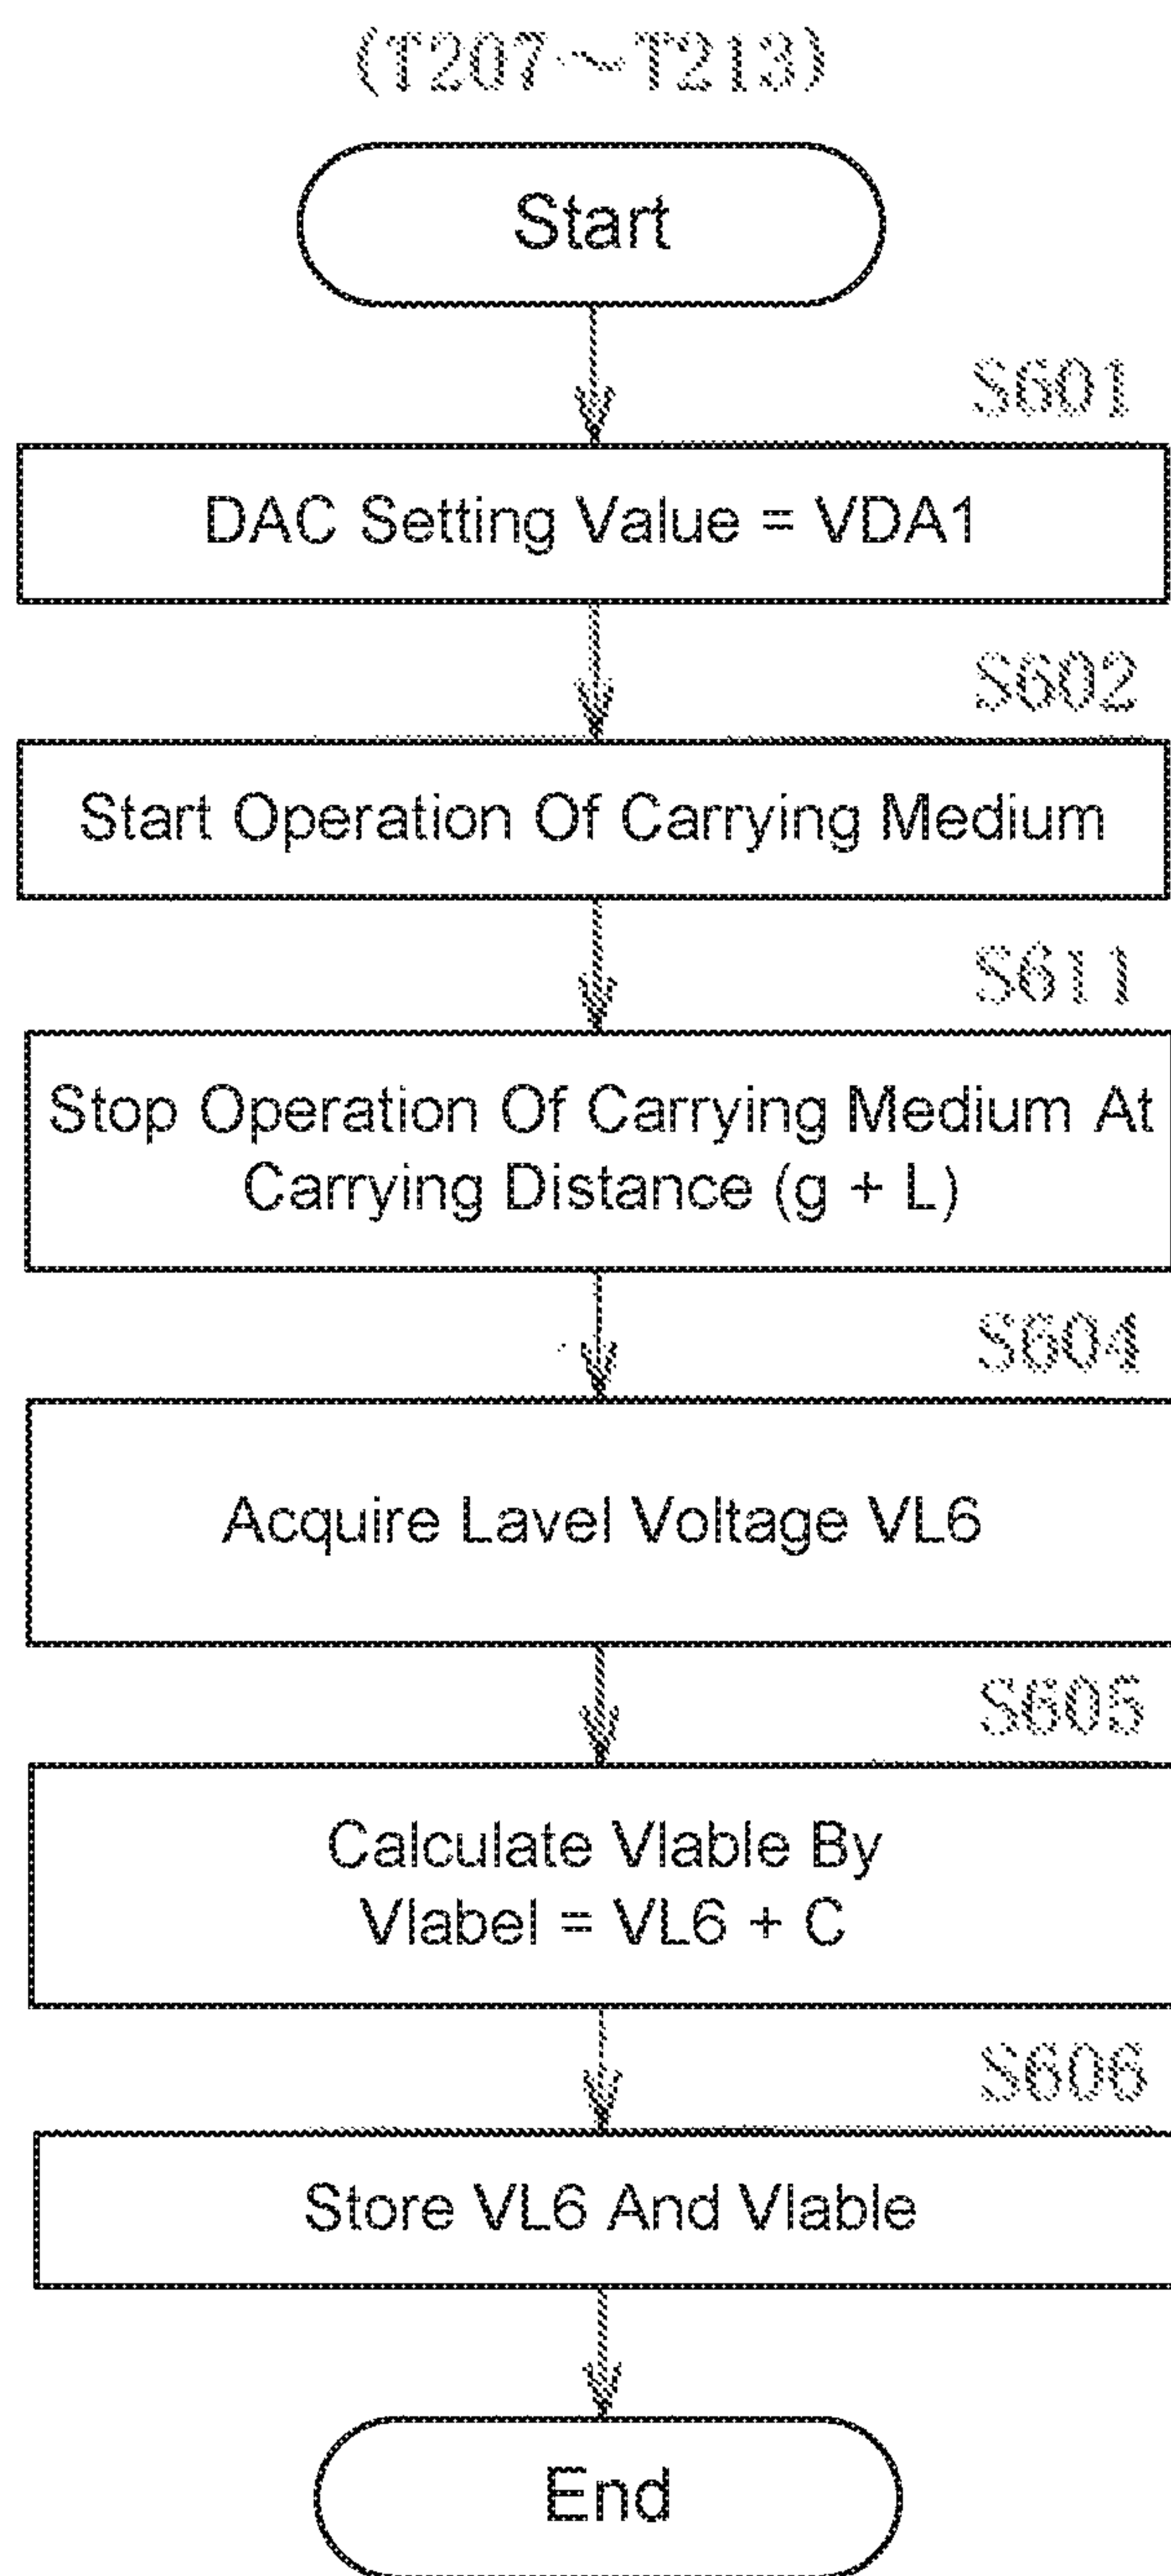 (T207～T213)
Start
S601
DAC Setting Value = VDA1
S602
Start Operation Of Carrying Medium
S611
Stop Operation Of Carrying Medium At
Carrying Distance (g + L)
S604
Acquire Lavel Voltage VL6
S605
Calculate Vlable By
Vlabel = VL6 + C
S606
Store VL6 And Vlable
End